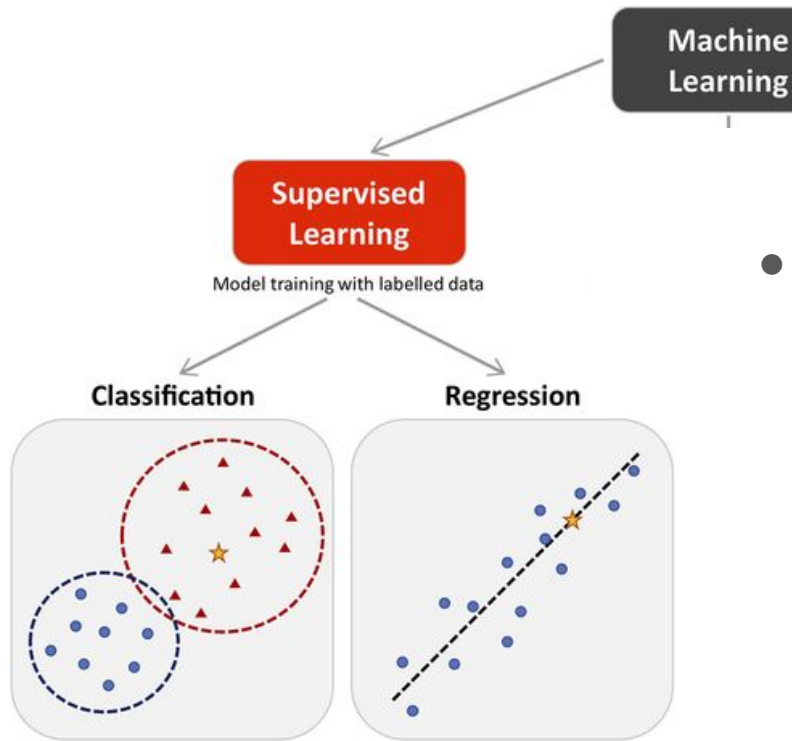 Machine
Learning
Supervised
Learning
Model training with labelled data
Classification
Regression